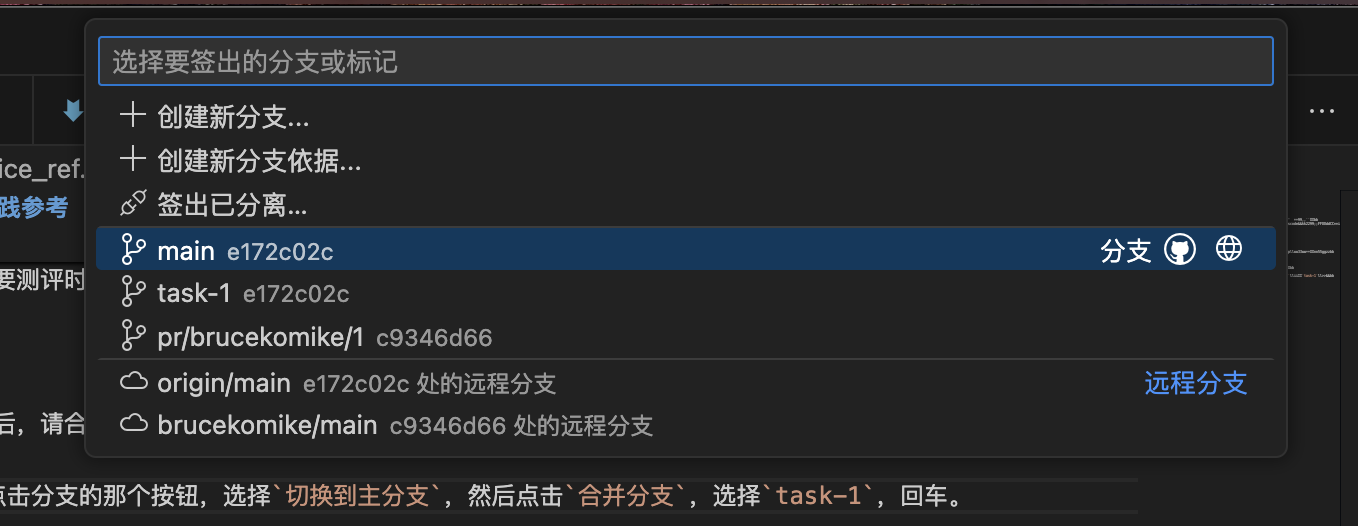 选择要签出的分支或标记
创建新分支...
创建新分支依据...
ice_ref.
签出已分离...
践参考
main e172c02c 分支
要测评时
task-1 e172c02c
pr/brucekomike/1 c9346d66
origin/main e172c02c 处的远程分支 远程分支
后，请合
brucekomike/main c9346d66 处的远程分支
点击分支的那个按钮，选择`切换到主分支`，然后点击`合并分支`，选择`task-1`，回车。